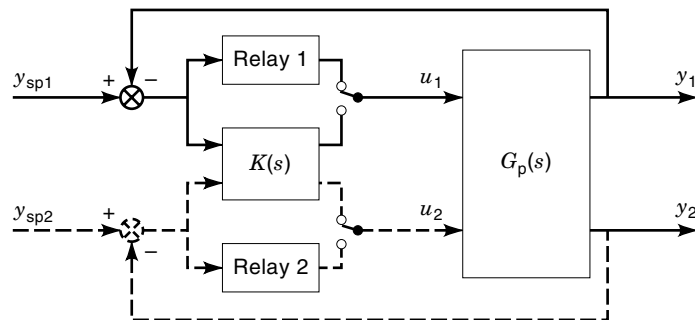 Relay 1
y_sp1
+
−
u_1
y_1
K(s)
G_p(s)
y_sp2
+
−
u_2
y_2
Relay 2